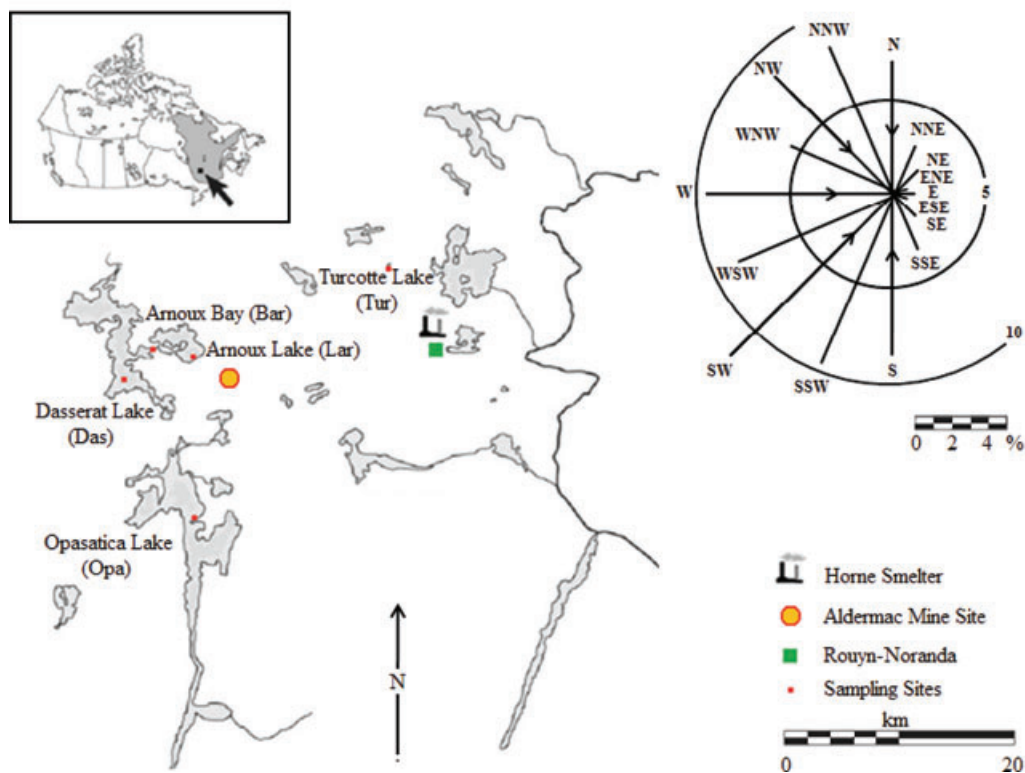 NNW
N
NW
NNE
WNW
NE
ENE
W
E
5
ESE
SE
WSW
SSE
10
SW
SSW
S
0 2 4 %
Turcotte Lake
(Tur)
Arnoux Bay (Bar)
Arnoux Lake (Lar)
Dasserat Lake
(Das)
Opasatica Lake
(Opa)
N
Horne Smelter
Aldermac Mine Site
Rouyn-Noranda
Sampling Sites
km
0 20